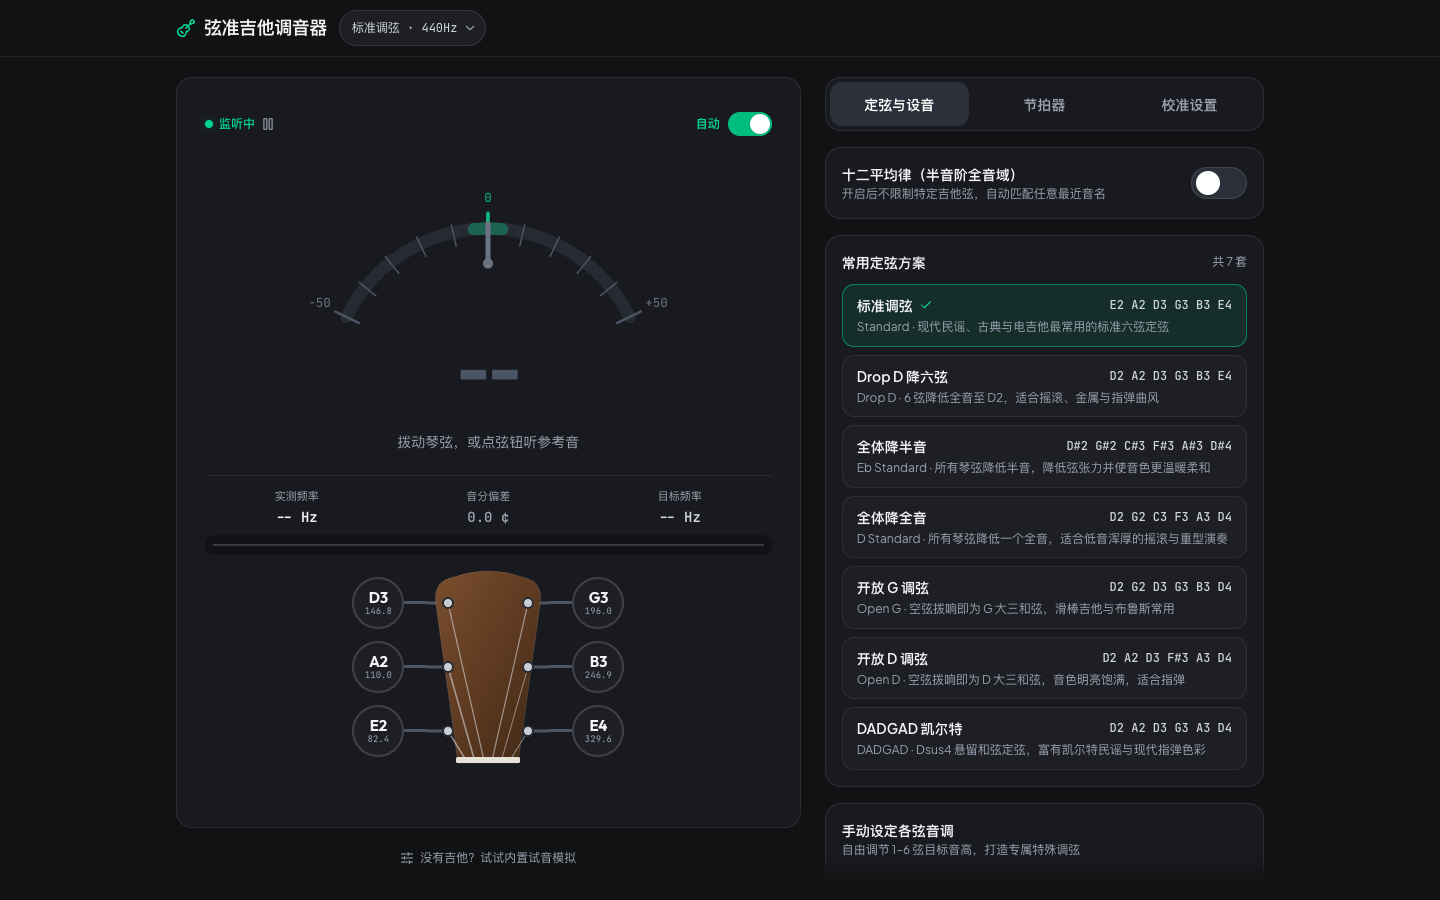 弦准吉他调音器
标准调弦 · 440Hz
监听中
自动
0
-50
+50
--
拨动琴弦，或点弦钮听参考音
实测频率
音分偏差
目标频率
-- Hz
0.0 ¢
-- Hz
D3
146.8
G3
196.0
A2
110.0
B3
246.9
E2
82.4
E4
329.6
没有吉他？试试内置试音模拟
定弦与设音
节拍器
校准设置
十二平均律（半音阶全音域）
开启后不限制特定吉他弦，自动匹配任意最近音名
常用定弦方案
共 7 套
标准调弦
E2 A2 D3 G3 B3 E4
Standard · 现代民谣、古典与电吉他最常用的标准六弦定弦
Drop D 降六弦
D2 A2 D3 G3 B3 E4
Drop D · 6 弦降低全音至 D2，适合摇滚、金属与指弹曲风
全体降半音
D#2 G#2 C#3 F#3 A#3 D#4
Eb Standard · 所有琴弦降低半音，降低弦张力并使音色更温暖柔和
全体降全音
D2 G2 C3 F3 A3 D4
D Standard · 所有琴弦降低一个全音，适合低音浑厚的摇滚与重型演奏
开放 G 调弦
D2 G2 D3 G3 B3 D4
Open G · 空弦拨响即为 G 大三和弦，滑棒吉他与布鲁斯常用
开放 D 调弦
D2 A2 D3 F#3 A3 D4
Open D · 空弦拨响即为 D 大三和弦，音色明亮饱满，适合指弹
DADGAD 凯尔特
D2 A2 D3 G3 A3 D4
DADGAD · Dsus4 悬留和弦定弦，富有凯尔特民谣与现代指弹色彩
手动设定各弦音调
自由调节 1-6 弦目标音高，打造专属特殊调弦